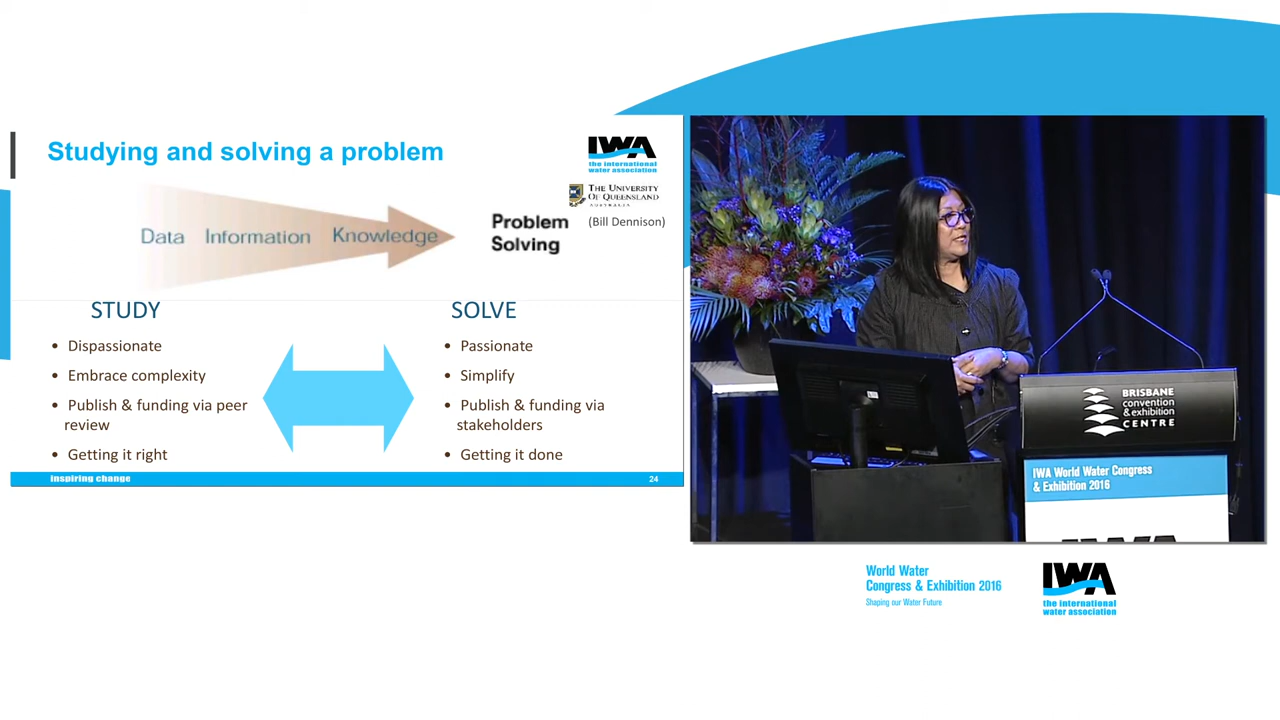 Studying and solving a problem
IWA
the international
water association
THE UNIVERSITY
OF QUEENSLAND
AUSTRALIA
(Bill Dennison)
Data Information Knowledge
Problem
Solving
STUDY
• Dispassionate
• Embrace complexity
• Publish & funding via peer
review
• Getting it right
SOLVE
• Passionate
• Simplify
• Publish & funding via
stakeholders
• Getting it done
inspiring change
24
BRISBANE
convention
& exhibition
CENTRE
IWA World Water Congress
& Exhibition 2016
IWA
World Water
Congress & Exhibition 2016
Shaping our Water Future
IWA
the international
water association